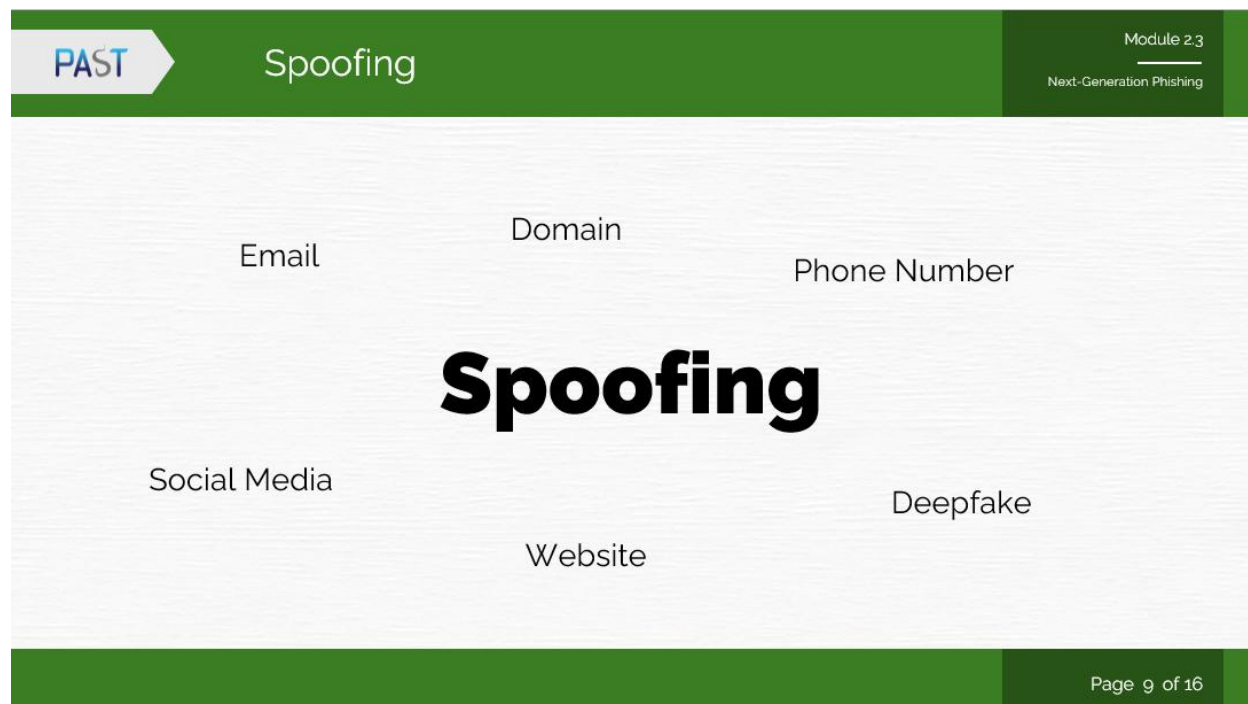 PAST
Spoofing
Module 2.3
Next-Generation Phishing
Domain
Email
Phone Number
Spoofing
Social Media
Deepfake
Website
Page 9 of 16